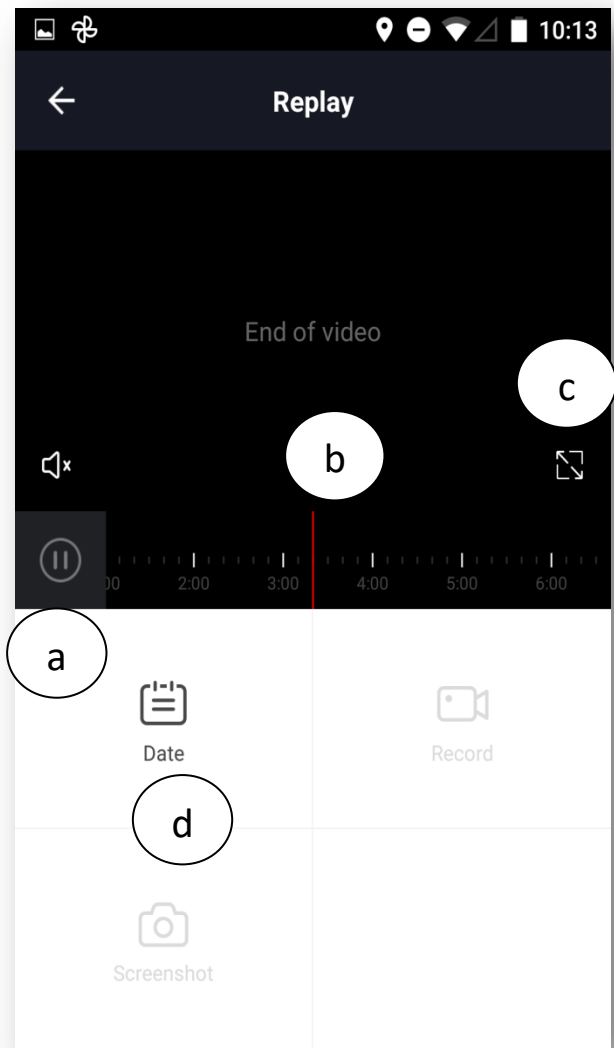 10:13
Replay
End of video
c
b
00 2:00 3:00 4:00 5:00 6:00
a
Date Record
d
Screenshot